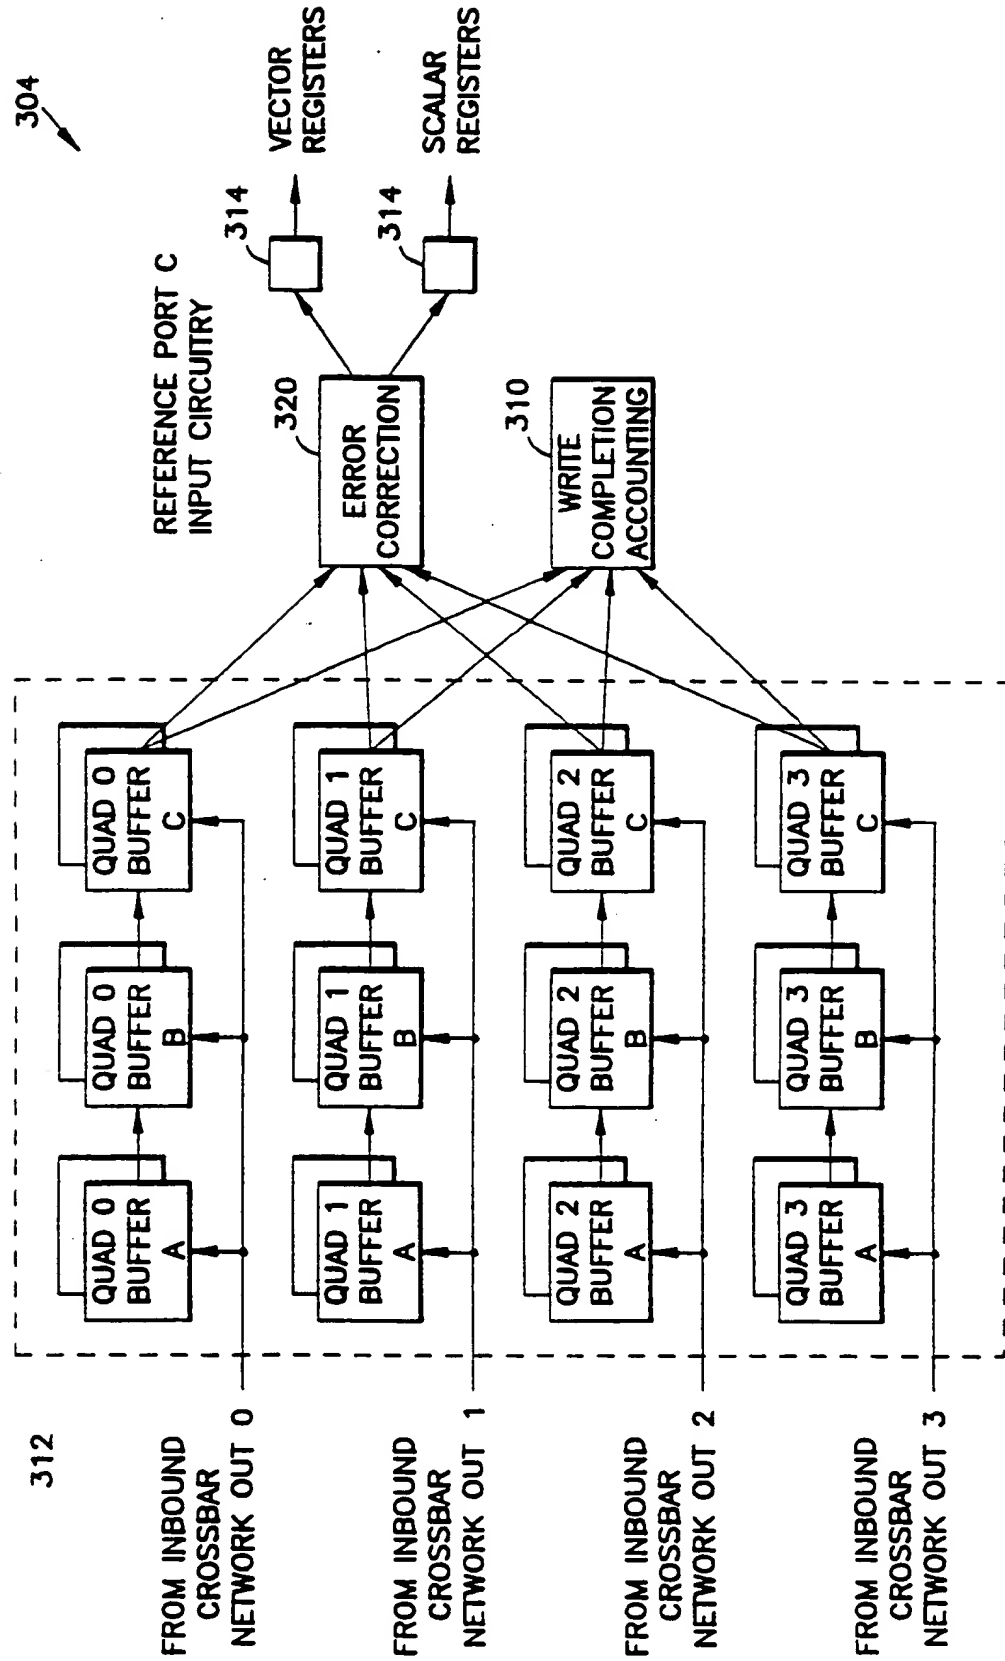 304
REFERENCE PORT C
INPUT CIRCUITRY
312
FROM INBOUND
CROSSBAR
NETWORK OUT 0
QUAD 0
BUFFER
A
QUAD 0
BUFFER
B
QUAD 0
BUFFER
C
FROM INBOUND
CROSSBAR
NETWORK OUT 1
QUAD 1
BUFFER
A
QUAD 1
BUFFER
B
QUAD 1
BUFFER
C
FROM INBOUND
CROSSBAR
NETWORK OUT 2
QUAD 2
BUFFER
A
QUAD 2
BUFFER
B
QUAD 2
BUFFER
C
FROM INBOUND
CROSSBAR
NETWORK OUT 3
QUAD 3
BUFFER
A
QUAD 3
BUFFER
B
QUAD 3
BUFFER
C
320
ERROR
CORRECTION
310
WRITE
COMPLETION
ACCOUNTING
314
VECTOR
REGISTERS
314
SCALAR
REGISTERS